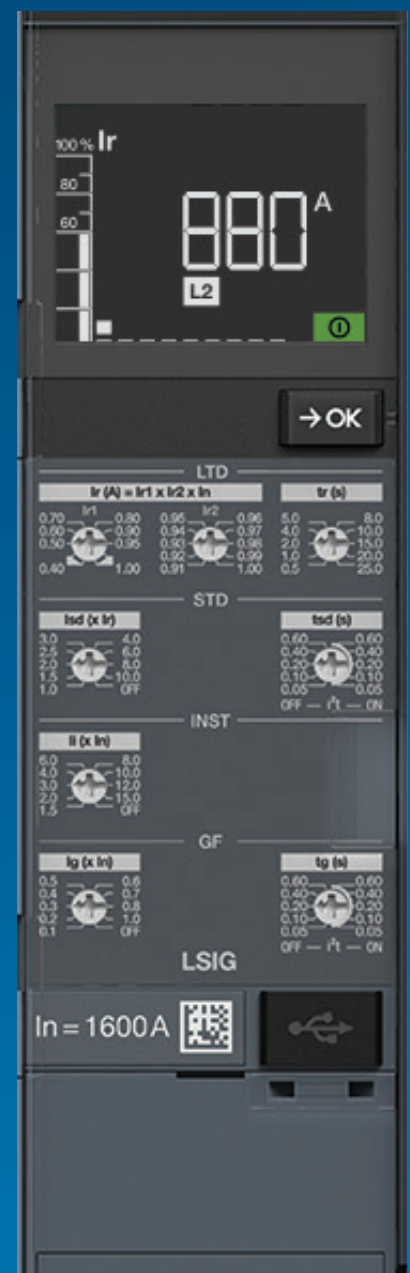 100 % Ir
80
60
880 A
L2
→OK
LTD
Ir (A) = Ir1 x Ir2 x In
tr (s)
Ir1
Ir2
0.70 0.80 0.95 0.96 5.0 8.0
0.60 0.90 0.94 0.97 4.0 10.0
0.50 0.95 0.93 0.98 2.0 15.0
0.92 0.99 1.0 20.0
0.40 1.00 0.91 1.00 0.5 25.0
STD
Isd (x Ir)
tsd (s)
3.0 4.0 0.60 0.60
2.5 6.0 0.40 0.40
2.0 8.0 0.20 0.20
1.5 10.0 0.10 0.10
1.0 OFF 0.05 0.05
OFF — i²t — ON
INST
Ii (x In)
6.0 8.0
4.0 10.0
3.0 12.0
2.0 15.0
1.5 OFF
GF
Ig (x In)
tg (s)
0.5 0.6 0.60 0.60
0.4 0.7 0.40 0.40
0.3 0.8 0.20 0.20
0.2 1.0 0.10 0.10
0.1 OFF 0.05 0.05
OFF — i²t — ON
LSIG
In = 1600 A